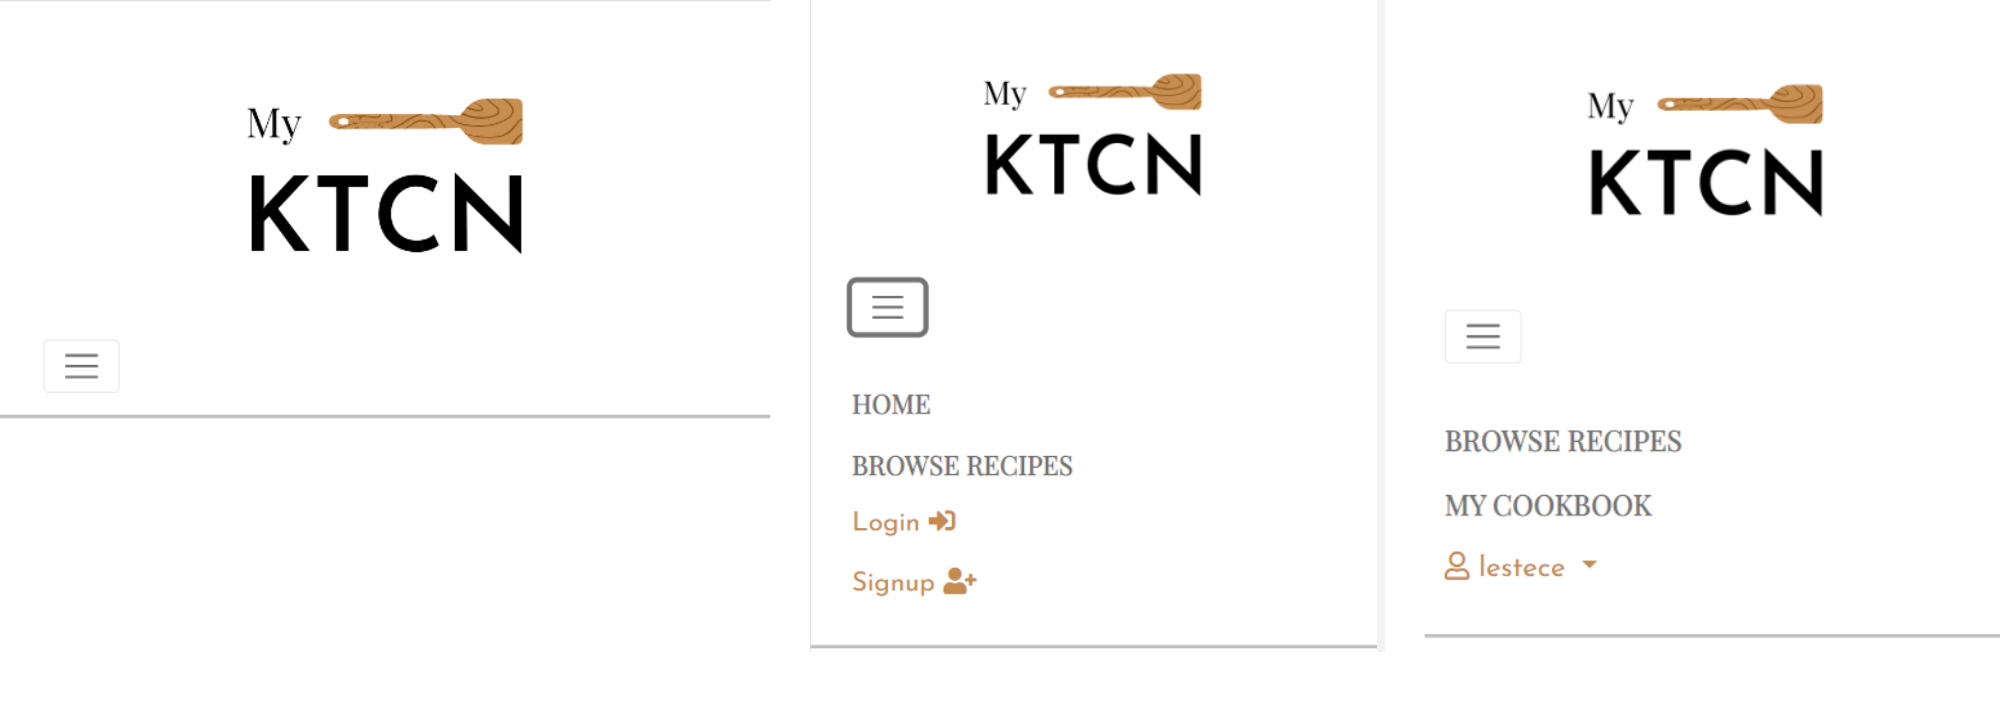 My
KTCN
My
KTCN
HOME
BROWSE RECIPES
Login
Signup
My
KTCN
BROWSE RECIPES
MY COOKBOOK
lestece